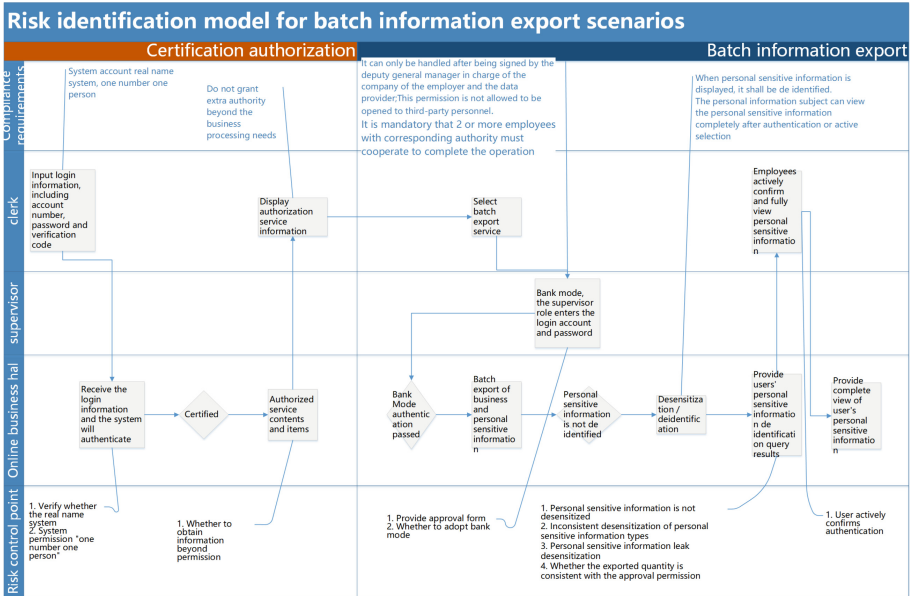 Risk identification model for batch information export scenarios
Certification authorization
Batch information export
Compliance
requirements
System account real name
system, one number one
person
Do not grant
extra authority
beyond the
business
processing needs
It can only be handled after being signed by the
deputy general manager in charge of the
company of the employer and the data
provider;This permission is not allowed to be
opened to third-party personnel.
It is mandatory that 2 or more employees
with corresponding authority must
cooperate to complete the operation
When personal sensitive information is
displayed, it shall be de identified.
The personal information subject can view
the personal sensitive information
completely after authentication or active
selection
clerk
Input login
information,
including
account
number,
password and
verification
code
Display
authorization
service
information
Select
batch
export
service
Employees
actively
confirm
and fully
view
personal
sensitive
informatio
n
supervisor
Bank mode,
the supervisor
role enters the
login account
and password
Online business hal
Receive the
login
information
and the system
will
authenticate
Certified
Authorized
service
contents
and items
Bank
Mode
authentic
ation
passed
Batch
export of
business
and
personal
sensitive
informatio
n
Personal
sensitive
information
is not de
identified
Desensitiza
tion /
deidentific
ation
Provide
users'
personal
sensitive
informatio
n de
identificati
on query
results
Provide
complete
view of
user's
personal
sensitive
informatio
n
Risk control point
1. Verify whether
the real name
system
2. System
permission "one
number one
person"
1. Whether to
obtain
information
beyond
permission
1. Provide approval form
2. Whether to adopt bank
mode
1. Personal sensitive information is not
desensitized
2. Inconsistent desensitization of personal
sensitive information types
3. Personal sensitive information leak
desensitization
4. Whether the exported quantity is
consistent with the approval permission
1. User actively
confirms
authentication